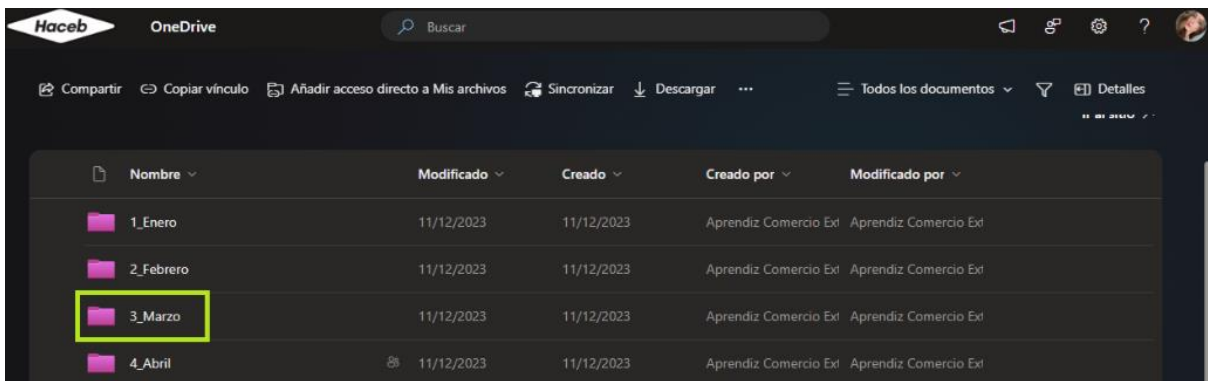 Haceb OneDrive Buscar ?
Compartir Copiar vínculo Añadir acceso directo a Mis archivos Sincronizar Descargar ... Todos los documentos Detalles
Ir al sitio
Nombre Modificado Creado Creado por Modificado por
1_Enero 11/12/2023 11/12/2023 Aprendiz Comercio Ext Aprendiz Comercio Ext
2_Febrero 11/12/2023 11/12/2023 Aprendiz Comercio Ext Aprendiz Comercio Ext
3_Marzo 11/12/2023 11/12/2023 Aprendiz Comercio Ext Aprendiz Comercio Ext
4_Abril 11/12/2023 11/12/2023 Aprendiz Comercio Ext Aprendiz Comercio Ext